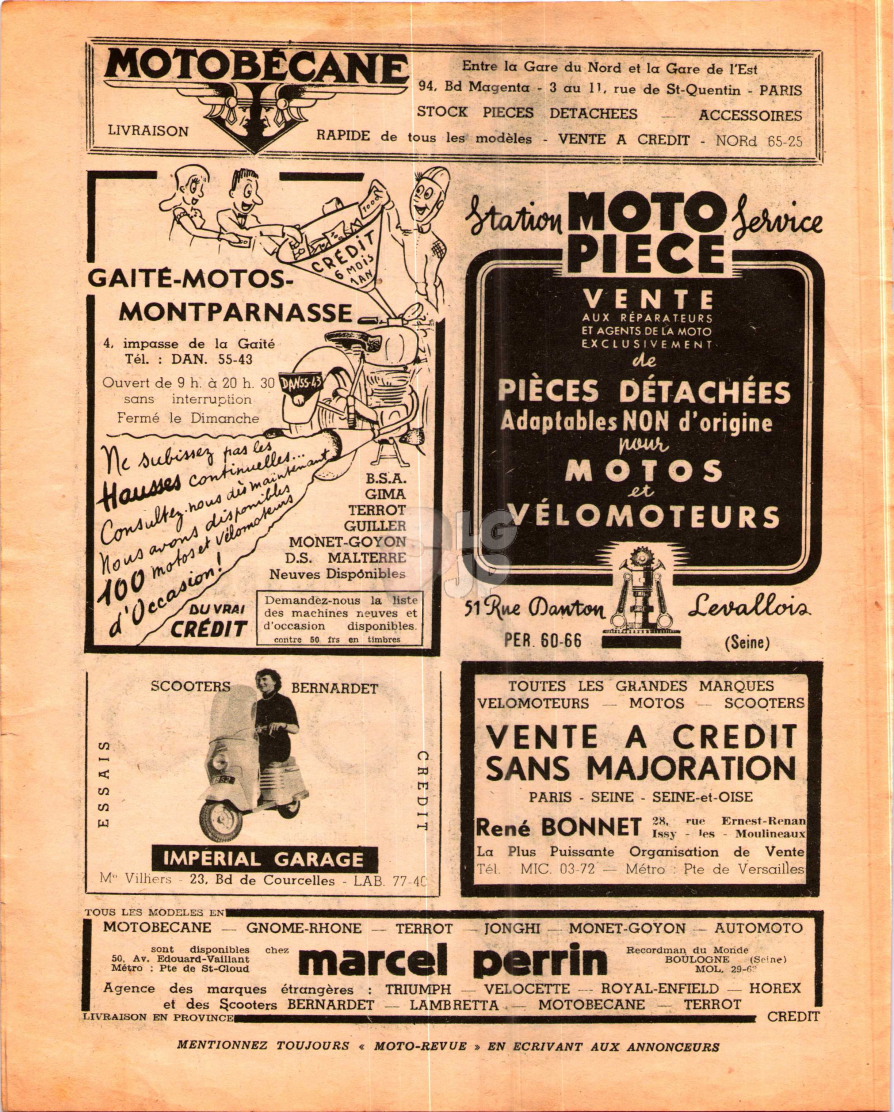 MOTOBÉCANE
Entre la Gare du Nord et la Gare de l'Est
94, Bd Magenta - 3 au 11, rue de St-Quentin - PARIS
STOCK PIECES DETACHEES — ACCESSOIRES
LIVRAISON RAPIDE de tous les modèles - VENTE A CREDIT - NORd 65-25
1000f
CRÉDIT
6 MOIS
1 AN
GAITÉ-MOTOS-
MONTPARNASSE
4, impasse de la Gaité
Tél. : DAN. 55-43
Ouvert de 9 h. à 20 h. 30
sans interruption
Fermé le Dimanche
DAN55-43
Ne subissez pas les
Hausses continuelles...
Consultez-nous dès maintenant
Nous avons disponibles
100 motos et vélomoteurs
d'Occasion!
DU VRAI
CRÉDIT
B.S.A.
GIMA
TERROT
GUILLER
MONET-GOYON
D.S. MALTERRE
Neuves Disponibles
Demandez-nous la liste
des machines neuves et
d'occasion disponibles.
contre 50 frs en timbres
Station MOTO Service
PIECE
VENTE
AUX RÉPARATEURS
ET AGENTS DE LA MOTO
EXCLUSIVEMENT
de
PIÈCES DÉTACHÉES
Adaptables NON d'origine
pour
MOTOS
et
VÉLOMOTEURS
51 Rue Danton Levallois
PER. 60-66 (Seine)
LG
JP
SCOOTERS BERNARDET
ESSAIS
CREDIT
IMPÉRIAL GARAGE
Mon Vilhers - 23, Bd de Courcelles - LAB. 77-40
TOUTES LES GRANDES MARQUES
VELOMOTEURS — MOTOS — SCOOTERS
VENTE A CREDIT
SANS MAJORATION
PARIS - SEINE - SEINE-et-OISE
René BONNET 28, rue Ernest-Renan
Issy - les - Moulineaux
La Plus Puissante Organisation de Vente
Tél. MIC. 03-72 — Métro : Pte de Versailles
TOUS LES MODELES EN
MOTOBECANE — GNOME-RHONE — TERROT — JONGHI — MONET-GOYON — AUTOMOTO
sont disponibles chez
50, Av. Edouard-Vaillant
Métro : Pte de St-Cloud
marcel perrin
Recordman du Monde
BOULOGNE (Seine)
MOL. 29-6
Agence des marques étrangères : TRIUMPH — VELOCETTE — ROYAL-ENFIELD — HOREX
et des Scooters BERNARDET — LAMBRETTA — MOTOBECANE — TERROT
LIVRAISON EN PROVINCE CREDIT
MENTIONNEZ TOUJOURS « MOTO-REVUE » EN ECRIVANT AUX ANNONCEURS